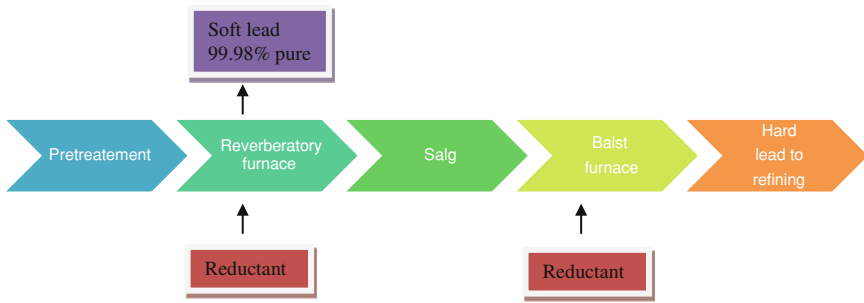 Soft lead
99.98% pure
Pretreatement
Reverberatory
furnace
Salg
Balst
furnace
Hard
lead to
refining
Reductant
Reductant